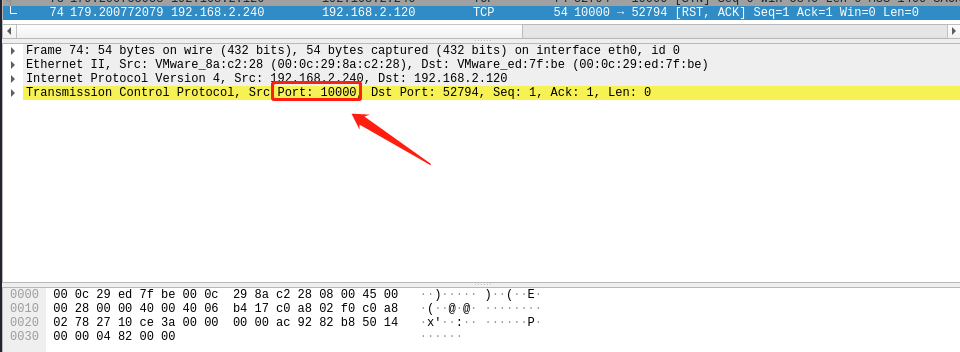 74 179.200772079 192.168.2.240 192.168.2.120 TCP 54 10000 → 52794 [RST, ACK] Seq=1 Ack=1 Win=0 Len=0
Frame 74: 54 bytes on wire (432 bits), 54 bytes captured (432 bits) on interface eth0, id 0
Ethernet II, Src: VMware_8a:c2:28 (00:0c:29:8a:c2:28), Dst: VMware_ed:7f:be (00:0c:29:ed:7f:be)
Internet Protocol Version 4, Src: 192.168.2.240, Dst: 192.168.2.120
Transmission Control Protocol, Src Port: 10000, Dst Port: 52794, Seq: 1, Ack: 1, Len: 0
0000 00 0c 29 ed 7f be 00 0c 29 8a c2 28 08 00 45 00 ··)····· )··(··E·
0010 00 28 00 00 40 00 40 06 b4 17 c0 a8 02 f0 c0 a8 ·(··@·@· ········
0020 02 78 27 10 ce 3a 00 00 00 00 ac 92 82 b8 50 14 ·x'··:·· ······P·
0030 00 00 04 82 00 00 ······